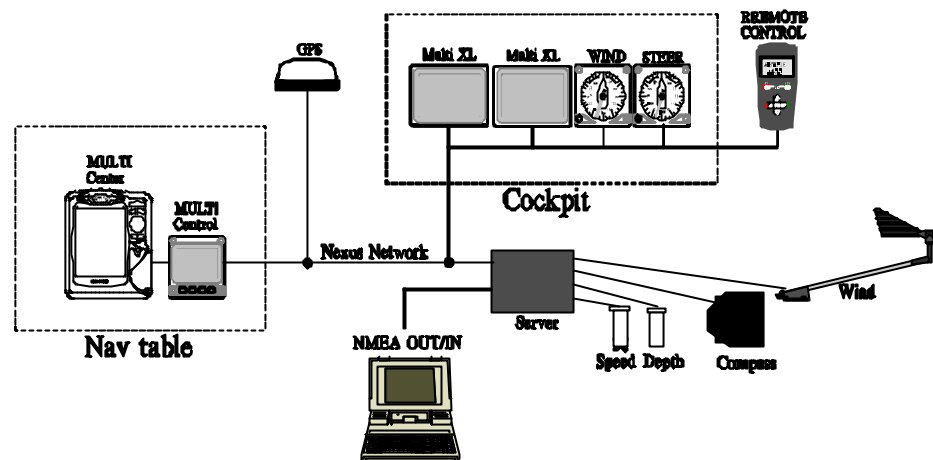 RREMOTE
CONTROL
GPS
Multi XL
Multi XL
WIND
STEER
MULTI
Center
MULTI
Control
Cockpit
Nexus Network
Nav table
Server
Wind
NMEA OUT/IN
Speed
Depth
Compass